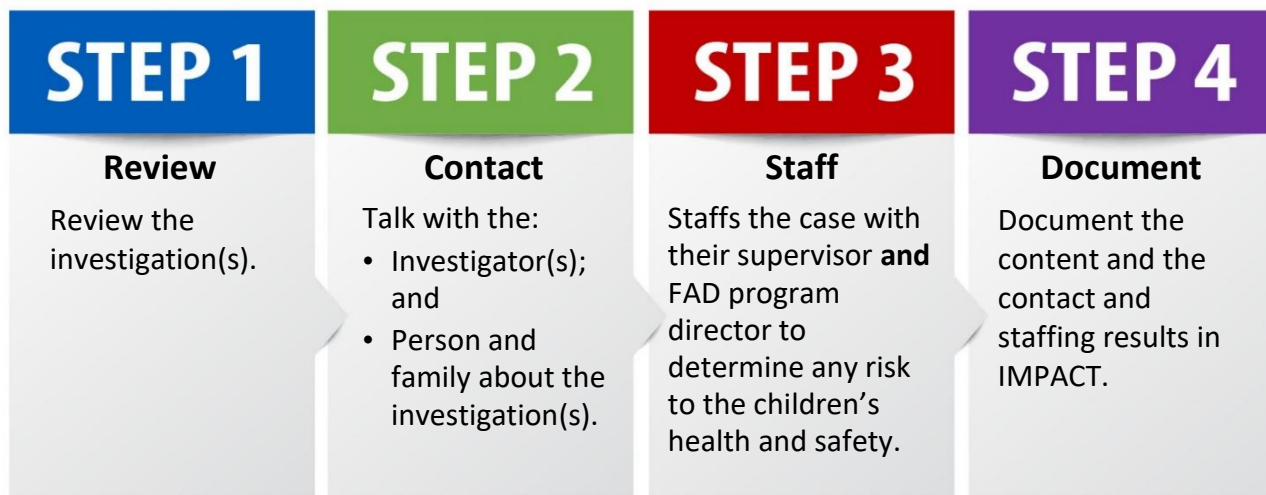 STEP 1
Review
Review the
investigation(s).
STEP 2
Contact
Talk with the:
• Investigator(s);
and
• Person and
family about the
investigation(s).
STEP 3
Staff
Staffs the case with
their supervisor and
FAD program
director to
determine any risk
to the children’s
health and safety.
STEP 4
Document
Document the
content and the
contact and
staffing results in
IMPACT.